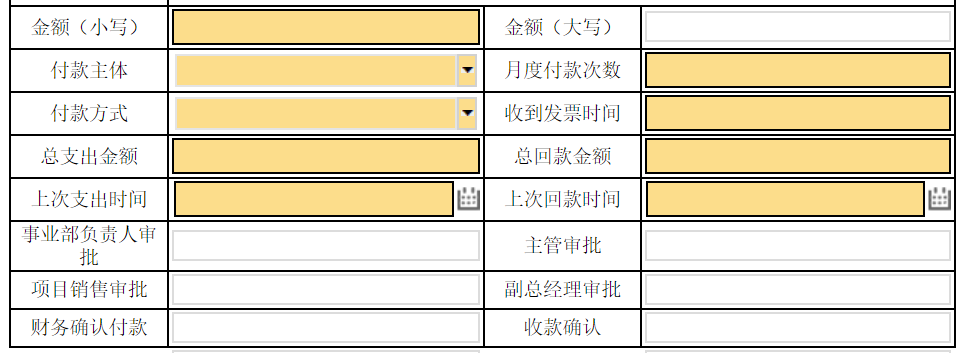 金额（小写）
金额（大写）
付款主体
月度付款次数
付款方式
收到发票时间
总支出金额
总回款金额
上次支出时间
上次回款时间
事业部负责人审
批
主管审批
项目销售审批
副总经理审批
财务确认付款
收款确认